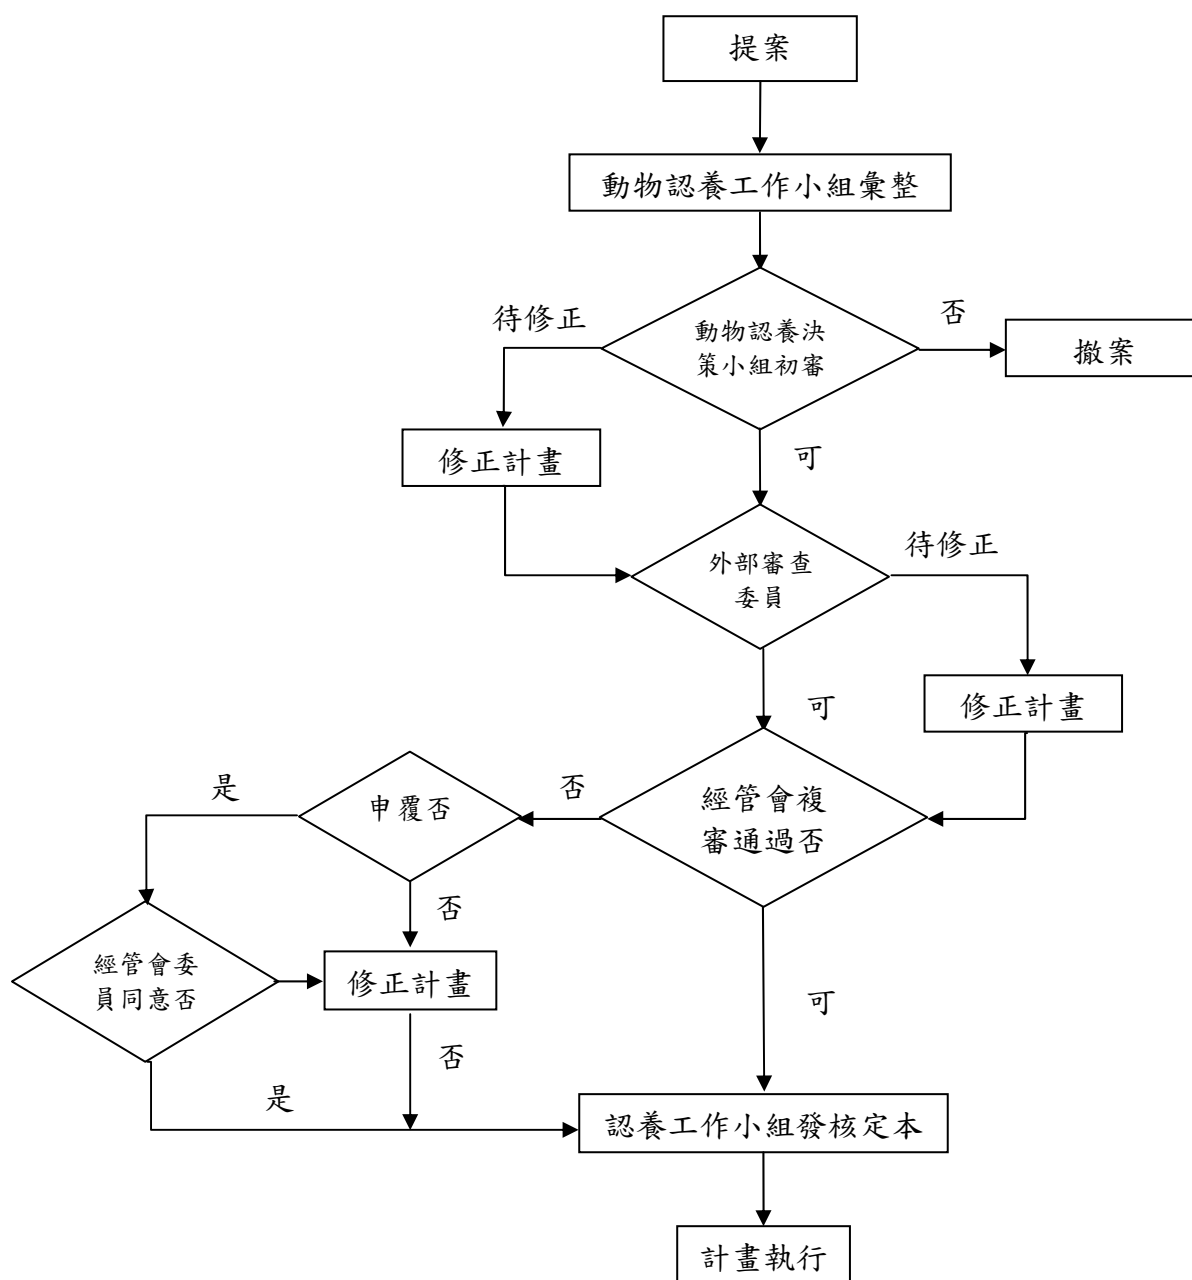 提案
動物認養工作小組彙整
待修正
動物認養決
策小組初審
否
撤案
修正計畫
可
外部審查
委員
待修正
修正計畫
可
是
申覆否
否
經管會複
審通過否
否
經管會委
員同意否
修正計畫
可
否
是
認養工作小組發核定本
計畫執行